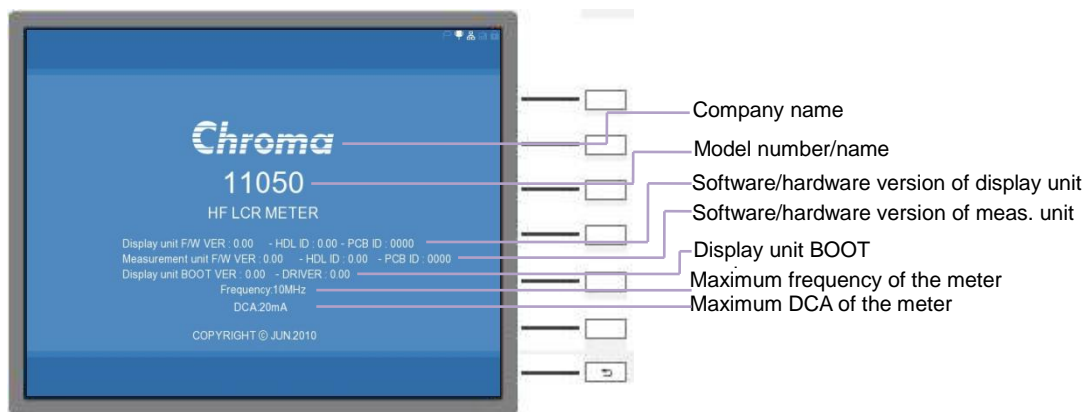 Chroma
11050
HF LCR METER
Display unit F/W VER : 0.00 - HDL ID : 0.00 - PCB ID : 0000
Measurement unit F/W VER : 0.00 - HDL ID : 0.00 - PCB ID : 0000
Display unit BOOT VER : 0.00 - DRIVER : 0.00
Frequency:10MHz
DCA:20mA
COPYRIGHT © JUN.2010
Company name
Model number/name
Software/hardware version of display unit
Software/hardware version of meas. unit
Display unit BOOT
Maximum frequency of the meter
Maximum DCA of the meter